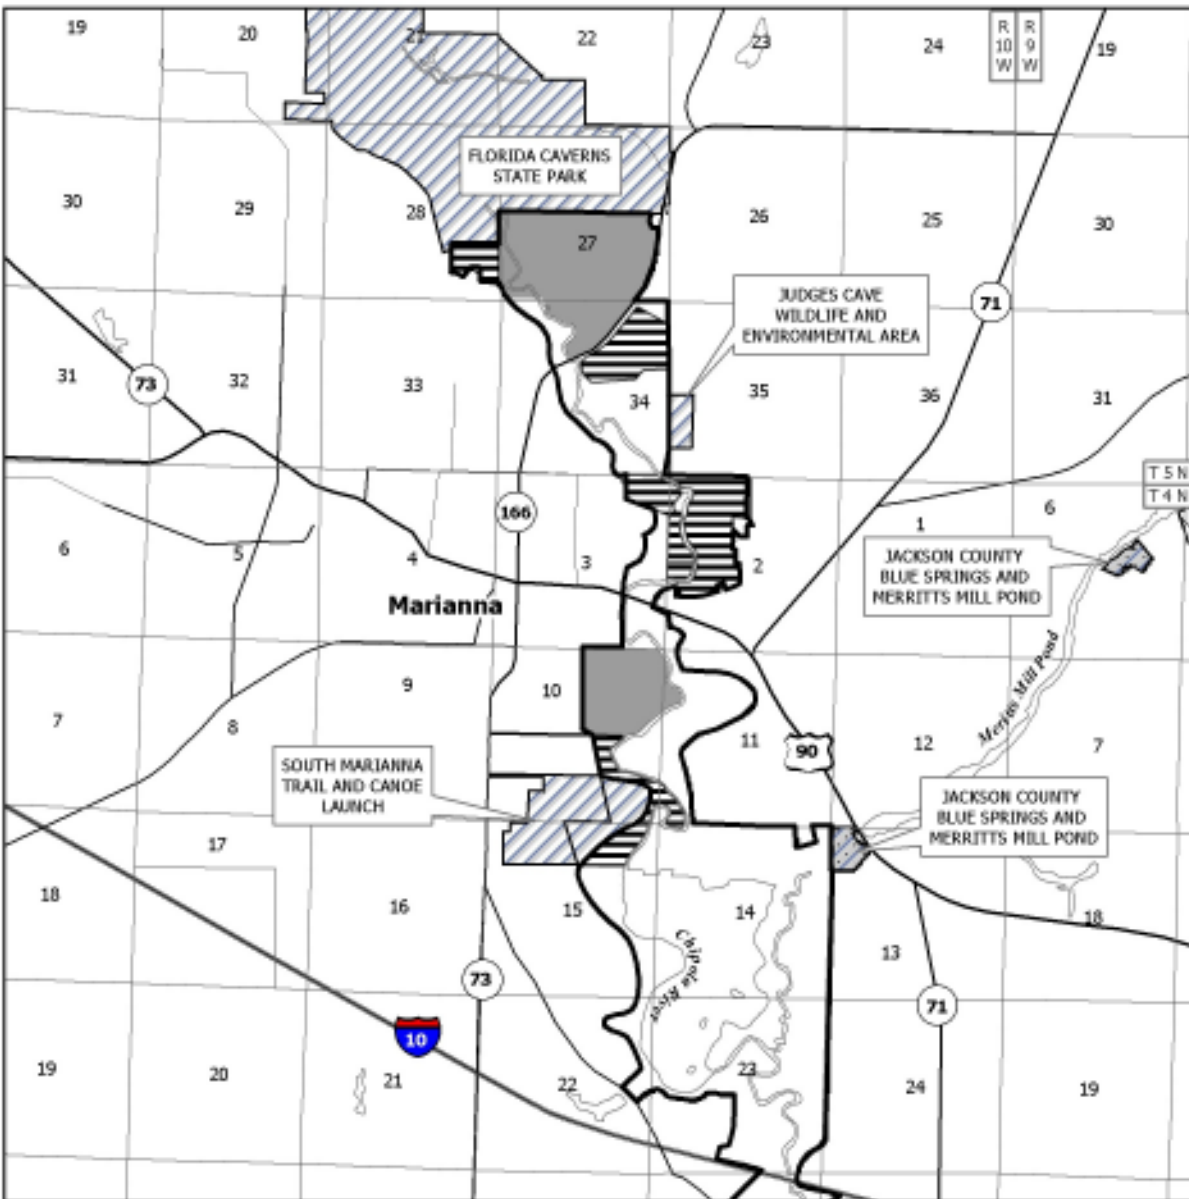 19
20
21
22
23
24
R
10
W
R
9
W
19
FLORIDA CAVERNS
STATE PARK
30
29
28
27
26
25
30
JUDGES CAVE
WILDLIFE AND
ENVIRONMENTAL AREA
71
31
73
32
33
34
35
36
31
T 5 N
T 4 N
166
6
5
4
3
2
1
6
JACKSON COUNTY
BLUE SPRINGS AND
MERRITTS MILL POND
Marianna
Merritts Mill Pond
7
8
9
10
11
90
12
7
SOUTH MARIANNA
TRAIL AND CANOE
LAUNCH
JACKSON COUNTY
BLUE SPRINGS AND
MERRITTS MILL POND
18
17
16
15
14
13
18
Chipola River
73
71
10
19
20
21
22
23
24
19